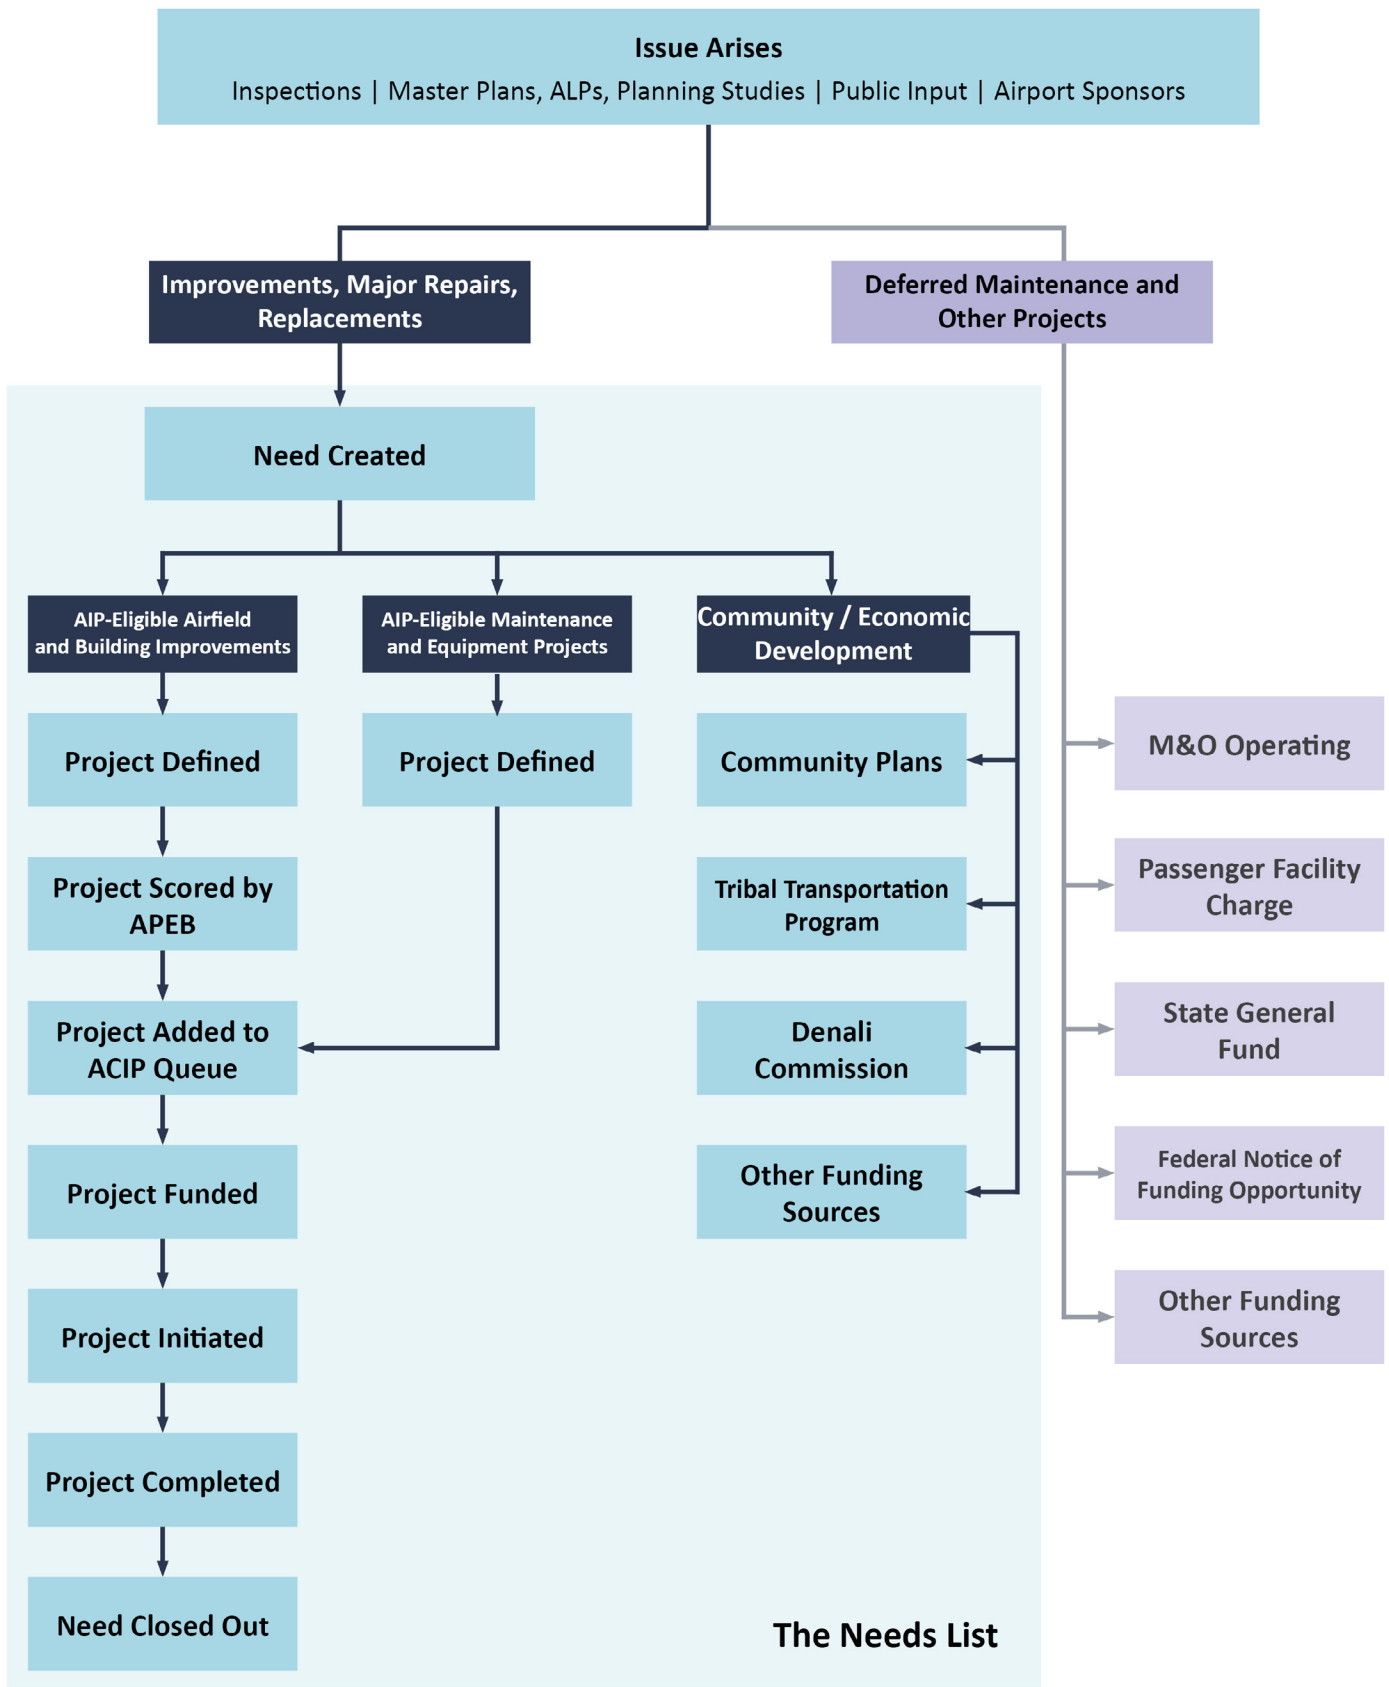 Issue Arises
Inspections | Master Plans, ALPs, Planning Studies | Public Input | Airport Sponsors
Improvements, Major Repairs,
Replacements
Deferred Maintenance and
Other Projects
Need Created
AIP-Eligible Airfield
and Building Improvements
AIP-Eligible Maintenance
and Equipment Projects
Community / Economic
Development
Project Defined
Project Defined
Community Plans
M&O Operating
Project Scored by
APEB
Tribal Transportation
Program
Passenger Facility
Charge
Project Added to
ACIP Queue
Denali
Commission
State General
Fund
Project Funded
Other Funding
Sources
Federal Notice of
Funding Opportunity
Project Initiated
Other Funding
Sources
Project Completed
Need Closed Out
The Needs List